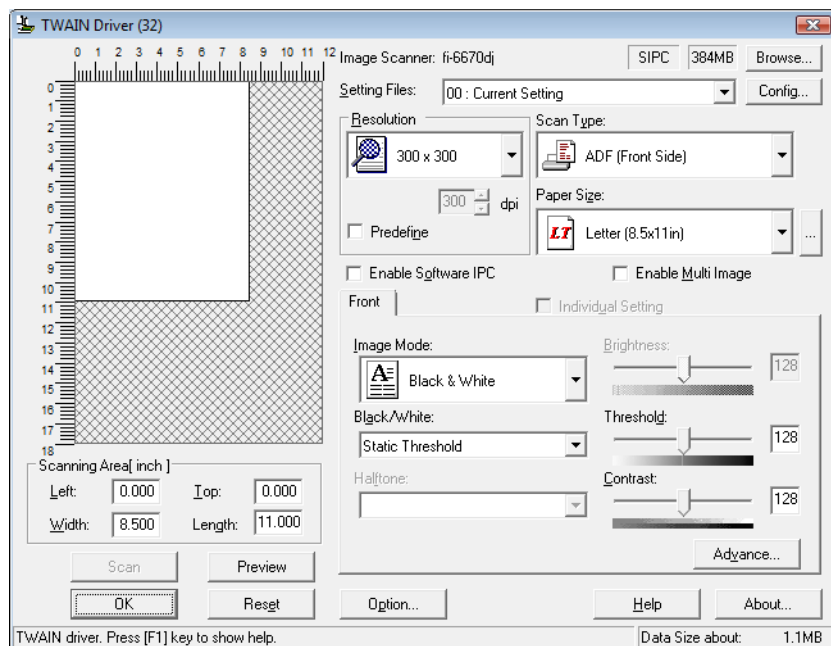 TWAIN Driver (32)
0 1 2 3 4 5 6 7 8 9 10 11 12
0
1
2
3
4
5
6
7
8
9
10
11
12
13
14
15
16
17
18
Image Scanner: fi-6670dj SIPC 384MB Browse...
Setting Files: 00 : Current Setting Config...
Resolution
300 x 300
300 dpi
Predefine
Scan Type:
ADF (Front Side)
Paper Size:
LT Letter (8.5x11in) ...
Enable Software IPC Enable Multi Image
Front Individual Setting
Image Mode:
A Black & White
Black/White:
Static Threshold
Halftone:
Brightness:
128
Threshold:
128
Contrast:
128
Advance...
Scanning Area[ inch ]
Left: 0.000 Top: 0.000
Width: 8.500 Length: 11.000
Scan Preview
OK Reset Option... Help About...
TWAIN driver. Press [F1] key to show help. Data Size about: 1.1MB